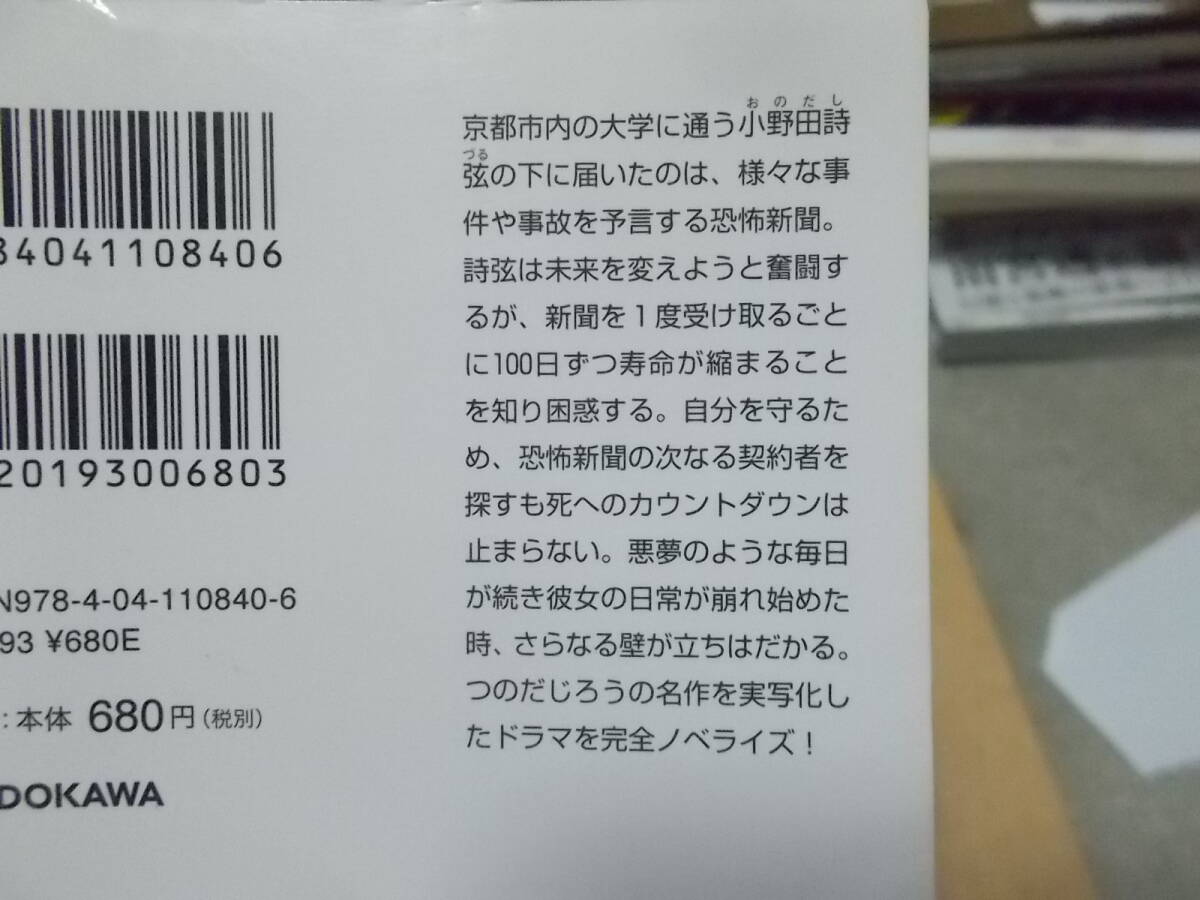 34041108406
20193006803
N978-4-04-110840-6
93 ¥680E
: 本体 680円(税別)
DOKAWA
京都市内の大学に通う小野田詩
弦の下に届いたのは、様々な事
件や事故を予言する恐怖新聞。
詩弦は未来を変えようと奮闘す
るが、新聞を1度受け取るごと
に100日ずつ寿命が縮まること
を知り困惑する。自分を守るた
め、恐怖新聞の次なる契約者を
探すも死へのカウントダウンは
止まらない。悪夢のような毎日
が続き彼女の日常が崩れ始めた
時、さらなる壁が立ちはだかる。
つのだじろうの名作を実写化し
たドラマを完全ノベライズ!
おのだし
づる